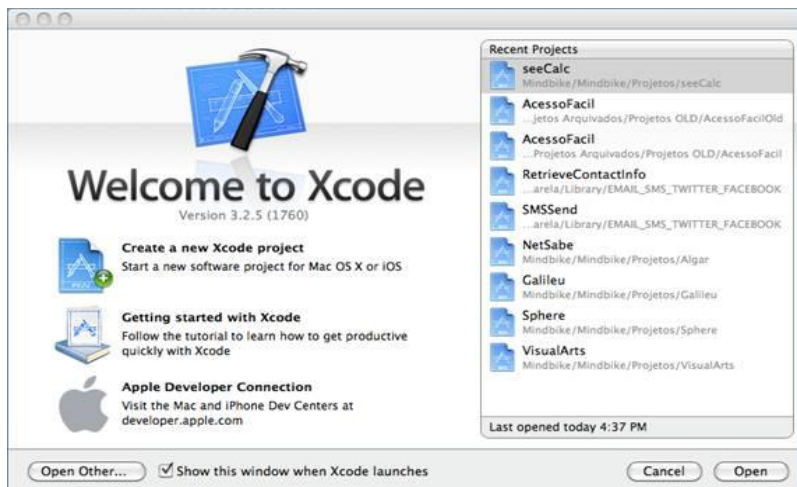 Welcome to Xcode
Version 3.2.5 (1760)
Create a new Xcode project
Start a new software project for Mac OS X or iOS
Getting started with Xcode
Follow the tutorial to learn how to get productive
quickly with Xcode
Apple Developer Connection
Visit the Mac and iPhone Dev Centers at
developer.apple.com
Recent Projects
seeCalc
Mindbike/Mindbike/Projetos/seeCalc
AcessoFacil
...jetos Arquivados/Projetos OLD/AcessoFacilOld
AcessoFacil
...Projetos Arquivados/Projetos OLD/AcessoFacil
RetrieveContactInfo
...arela/Library/EMAIL_SMS_TWITTER_FACEBOOK
SMSSend
...arela/Library/EMAIL_SMS_TWITTER_FACEBOOK
NetSabe
Mindbike/Mindbike/Projetos/Algar
Galileu
Mindbike/Mindbike/Projetos/Galileu
Sphere
Mindbike/Mindbike/Projetos/Sphere
VisualArts
Mindbike/Mindbike/Projetos/VisualArts
Last opened today 4:37 PM
Open Other...
Show this window when Xcode launches
Cancel
Open